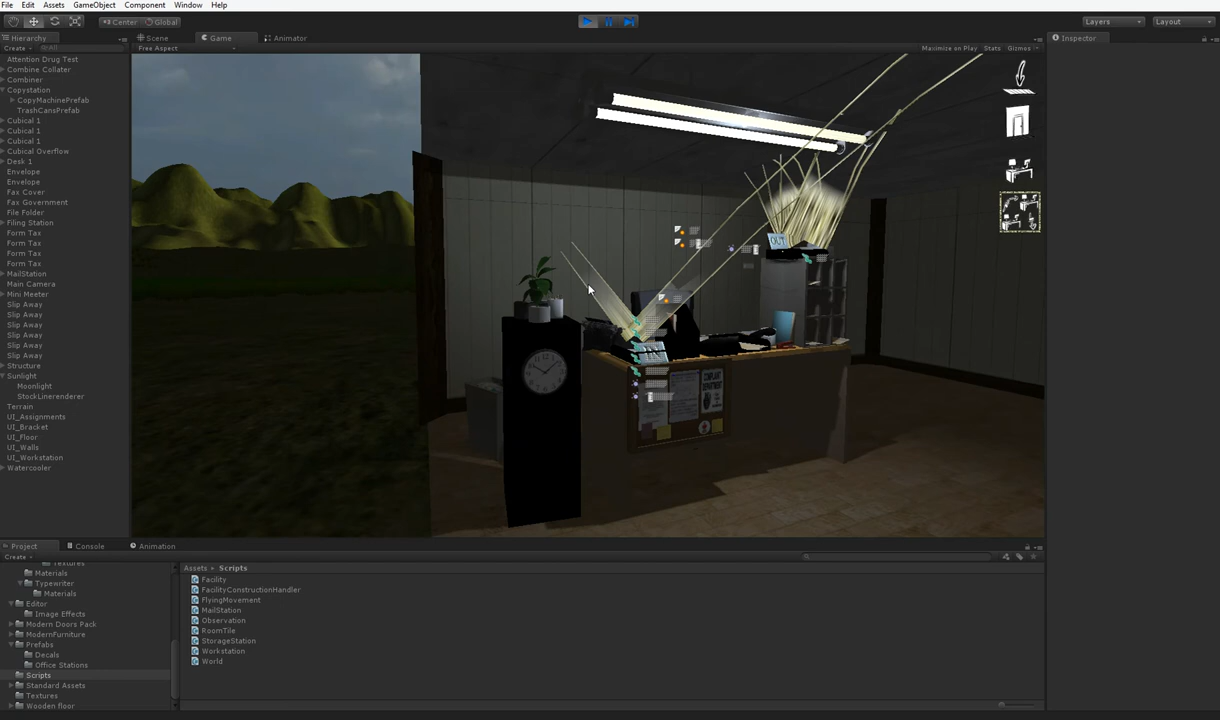 File Edit Assets GameObject Component Window Help
Center Global
Layers Layout
Hierarchy
Create All
Attention Drug Test
Combine Collater
Combiner
Copystation
CopyMachinePrefab
TrashCansPrefab
Cubical 1
Cubical 1
Cubical 1
Cubical Overflow
Desk 1
Envelope
Envelope
Fax Cover
Fax Government
File Folder
Filing Station
Form Tax
Form Tax
Form Tax
Form Tax
MailStation
Main Camera
Mini Meeter
Slip Away
Slip Away
Slip Away
Slip Away
Slip Away
Slip Away
Structure
Sunlight
Moonlight
StockLinerenderer
Terrain
UI_Assignments
UI_Bracket
UI_Floor
UI_Walls
UI_Workstation
Watercooler
Scene Game Animator
Free Aspect Maximize on Play Stats Gizmos
OUT
IN
COMPLAINT
DEPARTMENT
Inspector
Project Console Animation
Create
Textures
Materials
Typewriter
Materials
Editor
Image Effects
Modern Doors Pack
ModernFurniture
Prefabs
Decals
Office Stations
Scripts
Standard Assets
Textures
Wooden floor
Assets Scripts
Facility
FacilityConstructionHandler
FlyingMovement
MailStation
Observation
RoomTile
StorageStation
Workstation
World